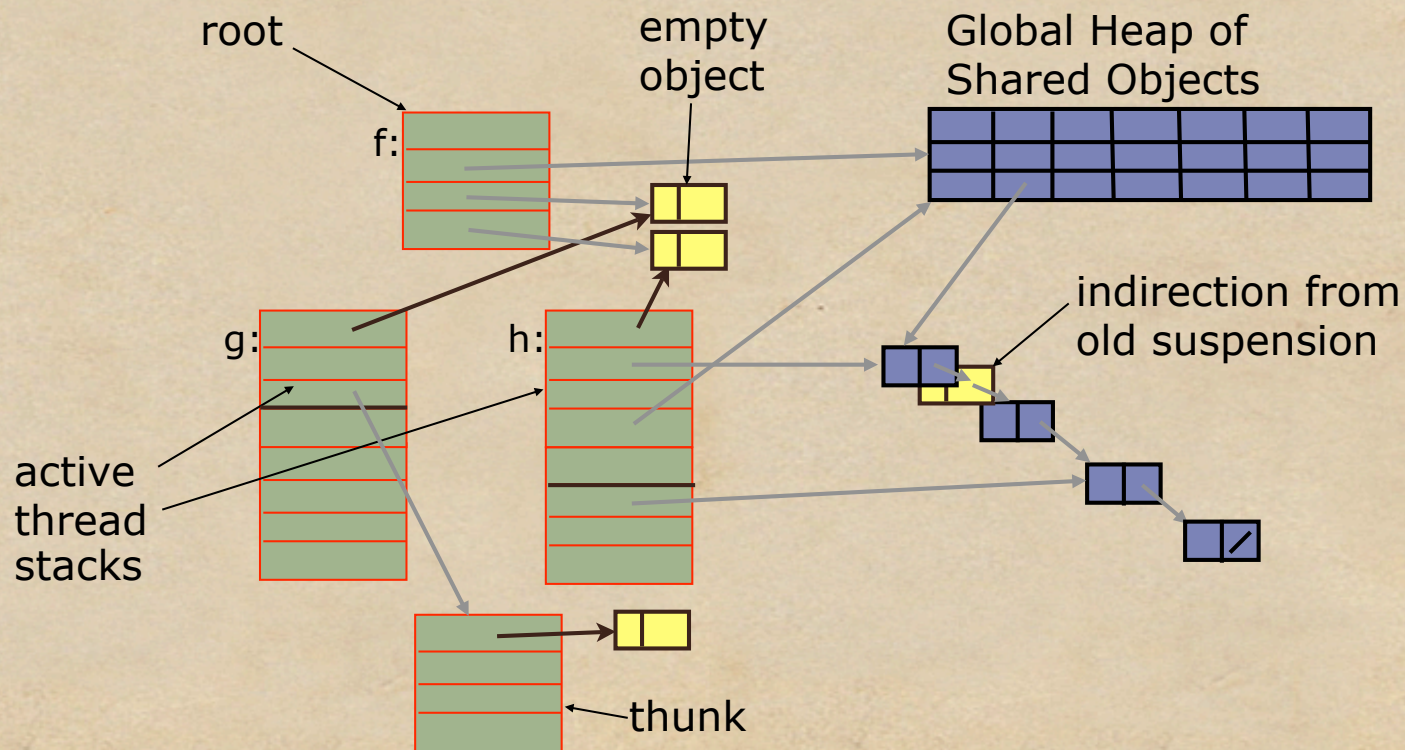 root
empty
object
Global Heap of
Shared Objects
f:
g:
h:
indirection from
old suspension
active
thread
stacks
thunk